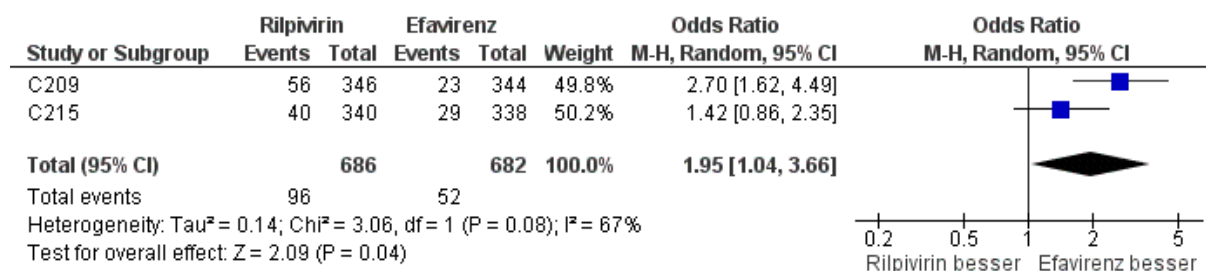 Rilpivirin Efavirenz Odds Ratio Odds Ratio
Study or Subgroup Events Total Events Total Weight M-H, Random, 95% CI M-H, Random, 95% CI
C209 56 346 23 344 49.8% 2.70 [1.62, 4.49]
C215 40 340 29 338 50.2% 1.42 [0.86, 2.35]
Total (95% CI) 686 682 100.0% 1.95 [1.04, 3.66]
Total events 96 52
Heterogeneity: Tau² = 0.14; Chi² = 3.06, df = 1 (P = 0.08); I² = 67%
Test for overall effect: Z = 2.09 (P = 0.04)
0.2 0.5 1 2 5
Rilpivirin besser Efavirenz besser